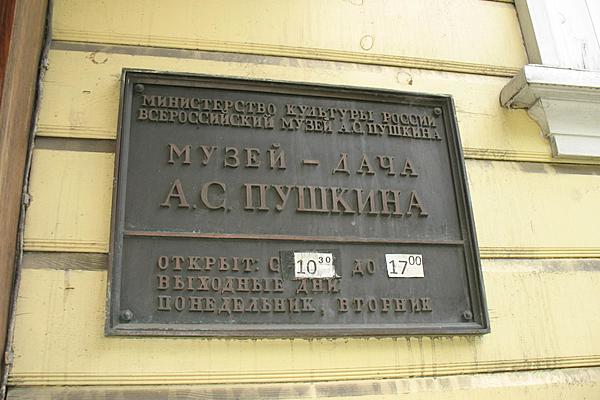 МИНИСТЕРСТВО КУЛЬТУРЫ РОССИИ
ВСЕРОССИЙСКИЙ МУЗЕЙ А.С.ПУШКИНА
МУЗЕЙ – ДАЧА
А.С.ПУШКИНА
ОТКРЫТ: С 10³⁰ ДО 17⁰⁰
ВЫХОДНЫЕ ДНИ:
ПОНЕДЕЛЬНИК, ВТОРНИК